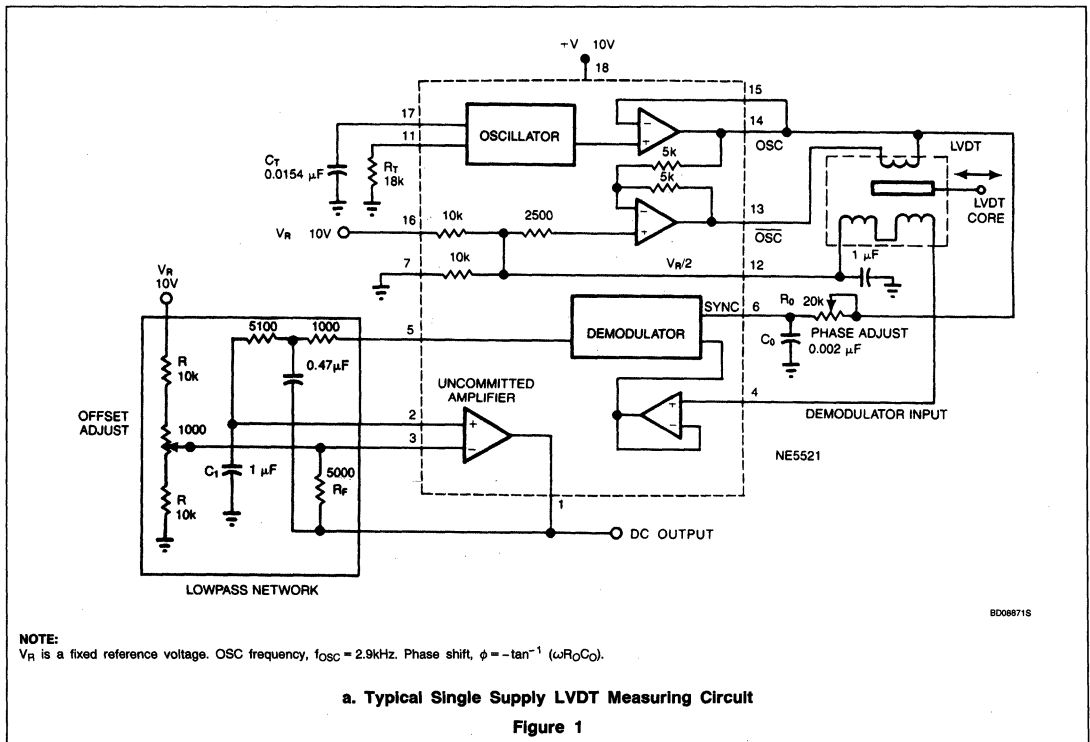 +V 10V
18
17
11
OSCILLATOR
15
14
OSC
LVDT
CT
0.0154 μF
RT
18k
5k
5k
LVDT
CORE
13
OSC
VR 10V
16
10k
2500
7
10k
VR/2
12
1 μF
VR
10V
5100
1000
5
DEMODULATOR
SYNC
6
RO 20k
PHASE ADJUST
CO
0.002 μF
R
10k
0.47μF
UNCOMMITTED
AMPLIFIER
4
DEMODULATOR INPUT
OFFSET
ADJUST
1000
2
+
3
−
NE5521
C1 1 μF
5000
RF
R
10k
1
DC OUTPUT
LOWPASS NETWORK
BD08871S
NOTE:
VR is a fixed reference voltage. OSC frequency, fOSC = 2.9kHz. Phase shift, φ = −tan−1 (ωROCO).
a. Typical Single Supply LVDT Measuring Circuit
Figure 1